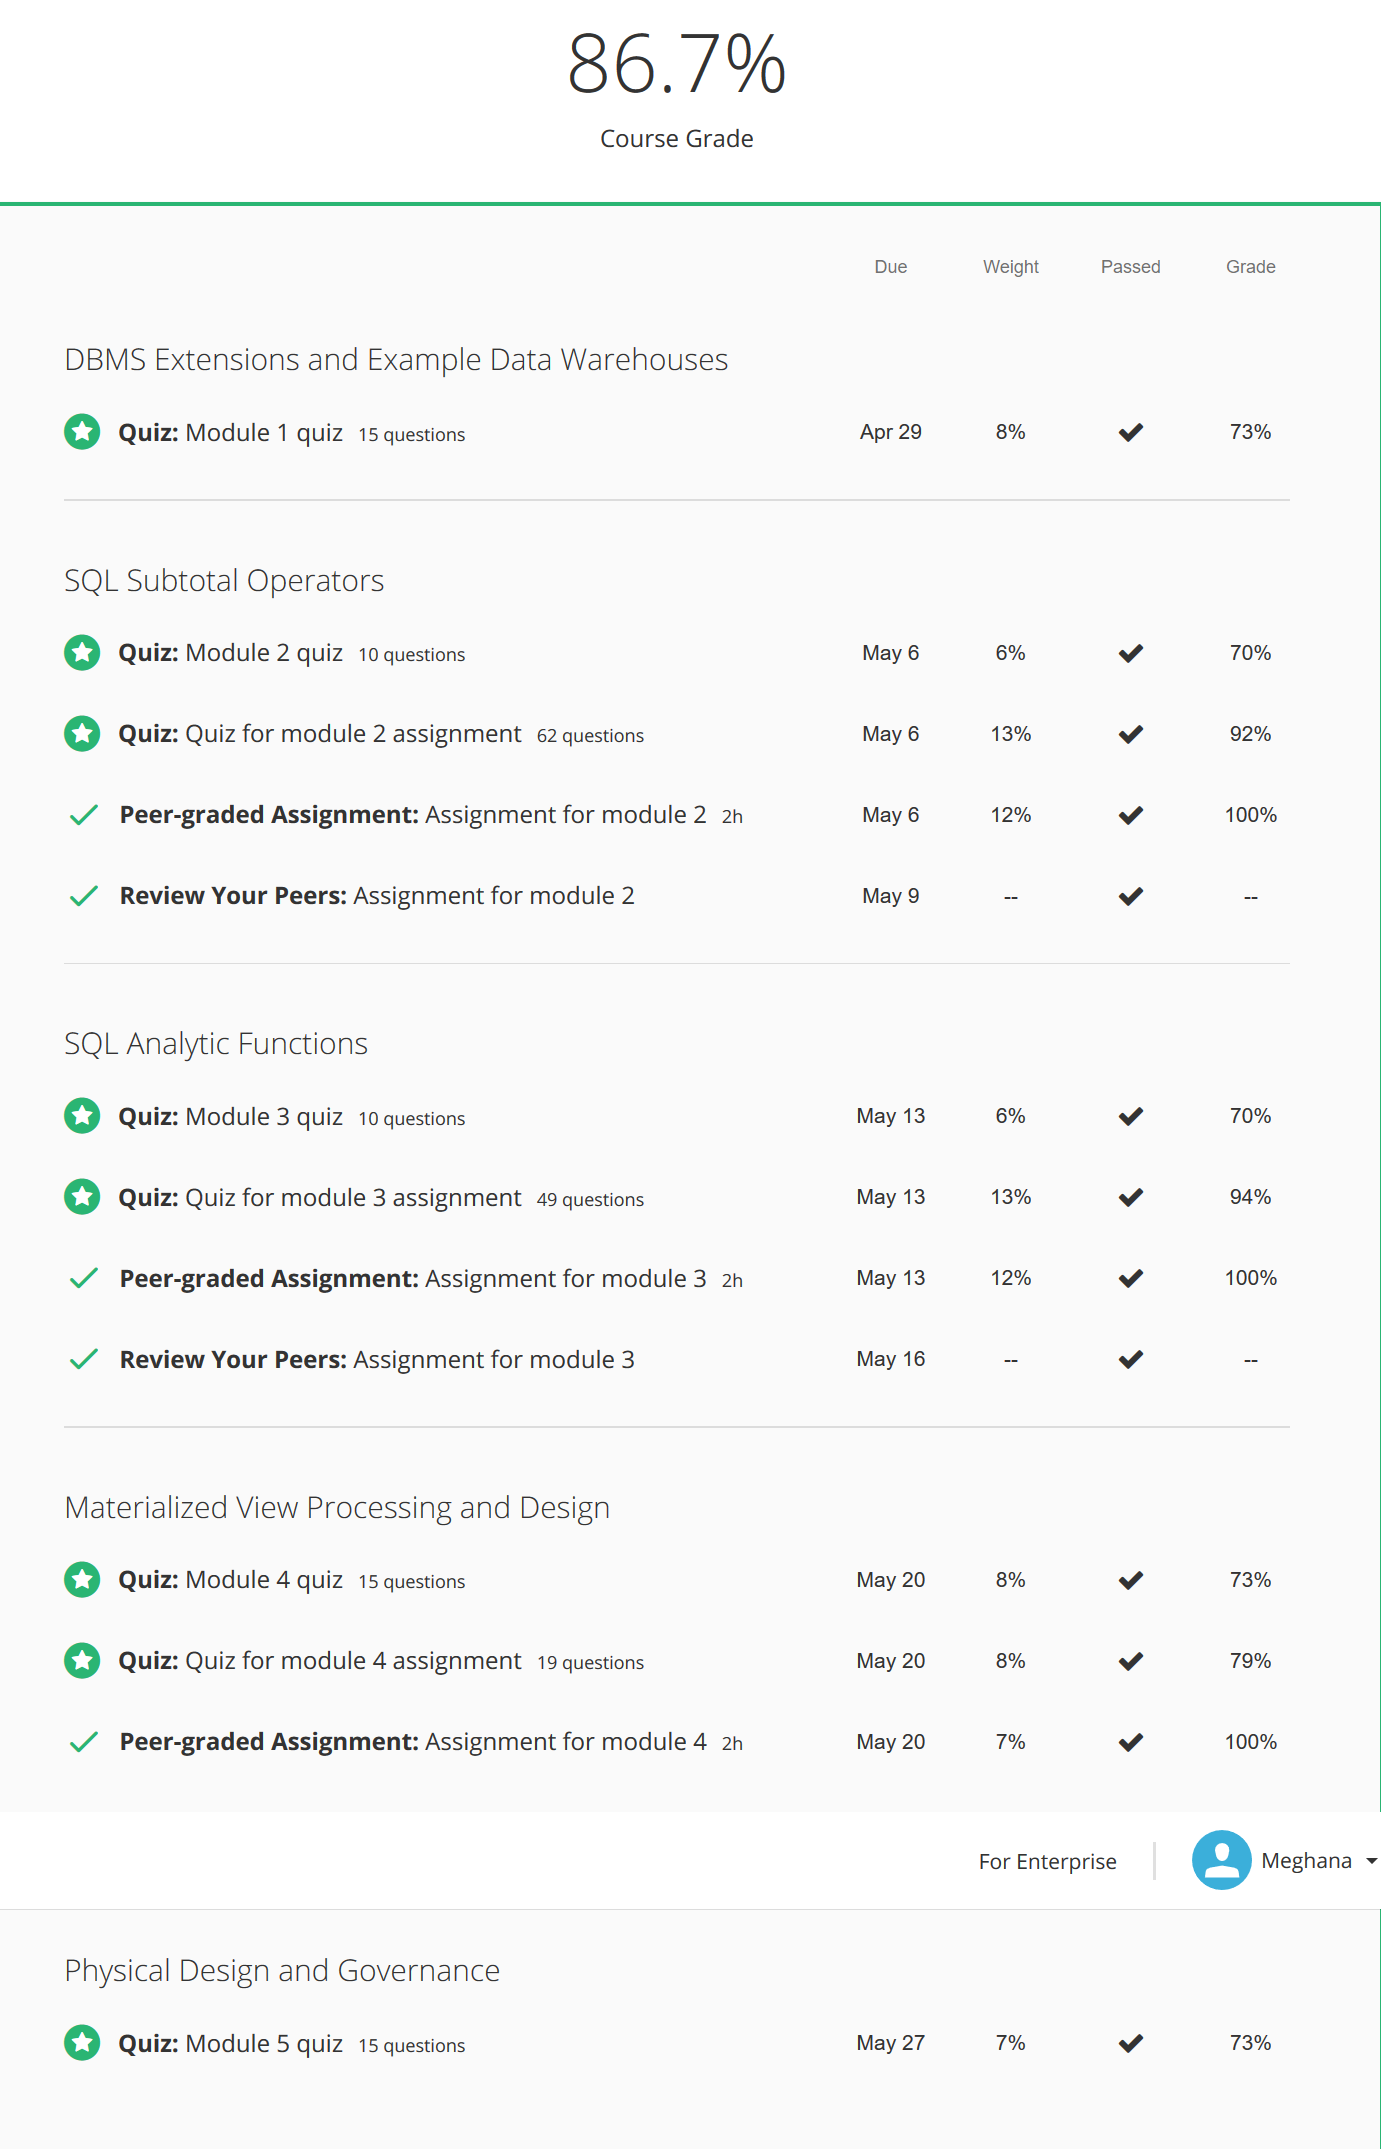 86.7%
Course Grade
Due Weight Passed Grade
DBMS Extensions and Example Data Warehouses
Quiz: Module 1 quiz 15 questions Apr 29 8% 73%
SQL Subtotal Operators
Quiz: Module 2 quiz 10 questions May 6 6% 70%
Quiz: Quiz for module 2 assignment 62 questions May 6 13% 92%
Peer-graded Assignment: Assignment for module 2 2h May 6 12% 100%
Review Your Peers: Assignment for module 2 May 9 -- --
SQL Analytic Functions
Quiz: Module 3 quiz 10 questions May 13 6% 70%
Quiz: Quiz for module 3 assignment 49 questions May 13 13% 94%
Peer-graded Assignment: Assignment for module 3 2h May 13 12% 100%
Review Your Peers: Assignment for module 3 May 16 -- --
Materialized View Processing and Design
Quiz: Module 4 quiz 15 questions May 20 8% 73%
Quiz: Quiz for module 4 assignment 19 questions May 20 8% 79%
Peer-graded Assignment: Assignment for module 4 2h May 20 7% 100%
For Enterprise Meghana
Physical Design and Governance
Quiz: Module 5 quiz 15 questions May 27 7% 73%